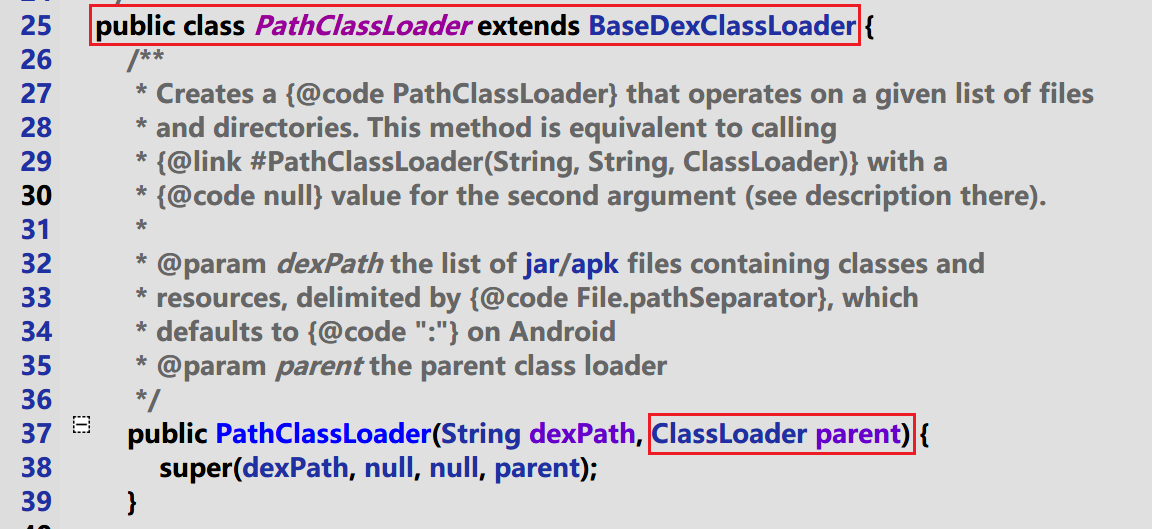 25 public class PathClassLoader extends BaseDexClassLoader {
26 /**
27 * Creates a {@code PathClassLoader} that operates on a given list of files
28 * and directories. This method is equivalent to calling
29 * {@link #PathClassLoader(String, String, ClassLoader)} with a
30 * {@code null} value for the second argument (see description there).
31 *
32 * @param dexPath the list of jar/apk files containing classes and
33 * resources, delimited by {@code File.pathSeparator}, which
34 * defaults to {@code ":"} on Android
35 * @param parent the parent class loader
36 */
37 public PathClassLoader(String dexPath, ClassLoader parent) {
38 super(dexPath, null, null, parent);
39 }